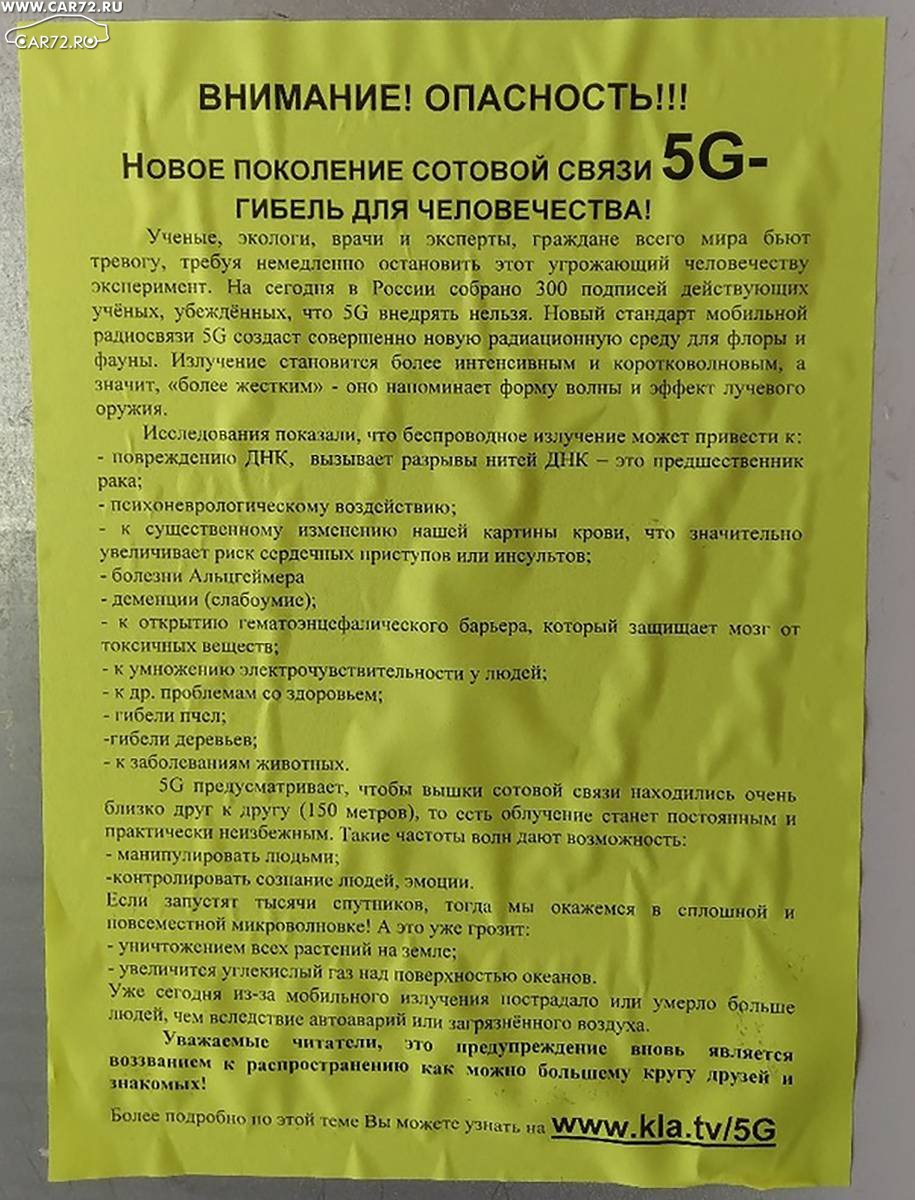 WWW.CAR72.RU
CAR72.RU
ВНИМАНИЕ! ОПАСНОСТЬ!!!
НОВОЕ ПОКОЛЕНИЕ СОТОВОЙ СВЯЗИ 5G-
ГИБЕЛЬ ДЛЯ ЧЕЛОВЕЧЕСТВА!
Ученые, экологи, врачи и эксперты, граждане всего мира бьют
тревогу, требуя немедленно остановить этот угрожающий человечеству
эксперимент. На сегодня в России собрано 300 подписей действующих
учёных, убеждённых, что 5G внедрять нельзя. Новый стандарт мобильной
радиосвязи 5G создаст совершенно новую радиационную среду для флоры и
фауны. Излучение становится более интенсивным и коротковолновым, а
значит, «более жестким» - оно напоминает форму волны и эффект лучевого
оружия.
Исследования показали, что беспроводное излучение может привести к:
- повреждению ДНК, вызывает разрывы нитей ДНК – это предшественник
рака;
- психоневрологическому воздействию;
- к существенному изменению нашей картины крови, что значительно
увеличивает риск сердечных приступов или инсультов;
- болезни Альцгеймера
- деменции (слабоумие);
- к открытию гематоэнцефалического барьера, который защищает мозг от
токсичных веществ;
- к умножению электрочувствительности у людей;
- к др. проблемам со здоровьем;
- гибели пчел;
-гибели деревьев;
- к заболеваниям животных.
5G предусматривает, чтобы вышки сотовой связи находились очень
близко друг к другу (150 метров), то есть облучение станет постоянным и
практически неизбежным. Такие частоты волн дают возможность:
- манипулировать людьми;
-контролировать сознание людей, эмоции.
Если запустят тысячи спутников, тогда мы окажемся в сплошной и
повсеместной микроволновке! А это уже грозит:
- уничтожением всех растений на земле;
- увеличится углекислый газ над поверхностью океанов.
Уже сегодня из-за мобильного излучения пострадало или умерло больше
людей, чем вследствие автоаварий или загрязнённого воздуха.
Уважаемые читатели, это предупреждение вновь является
воззванием к распространению как можно большему кругу друзей и
знакомых!
Более подробно по этой теме Вы можете узнать на www.kla.tv/5G